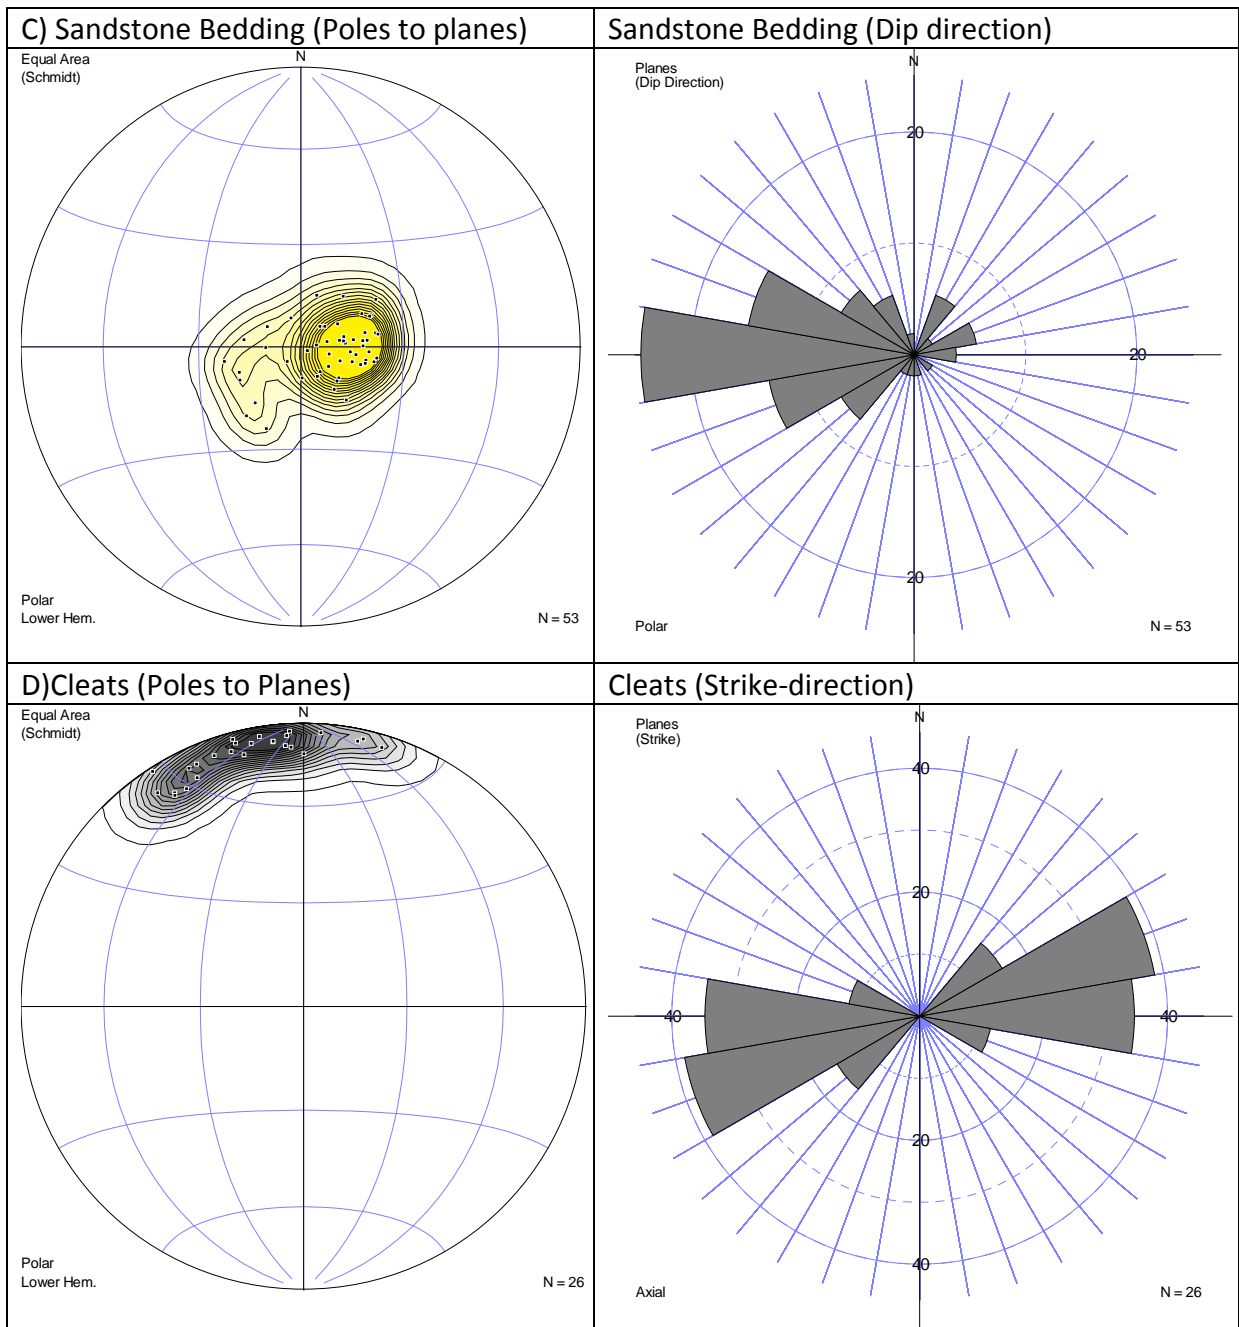 C) Sandstone Bedding (Poles to planes)
Equal Area
(Schmidt)
N
Polar
Lower Hem.
N = 53
Sandstone Bedding (Dip direction)
Planes
(Dip Direction)
N
20
20
20
Polar
N = 53
D)Cleats (Poles to Planes)
Equal Area
(Schmidt)
N
Polar
Lower Hem.
N = 26
Cleats (Strike-direction)
Planes
(Strike)
N
40
20
40
40
20
40
Axial
N = 26